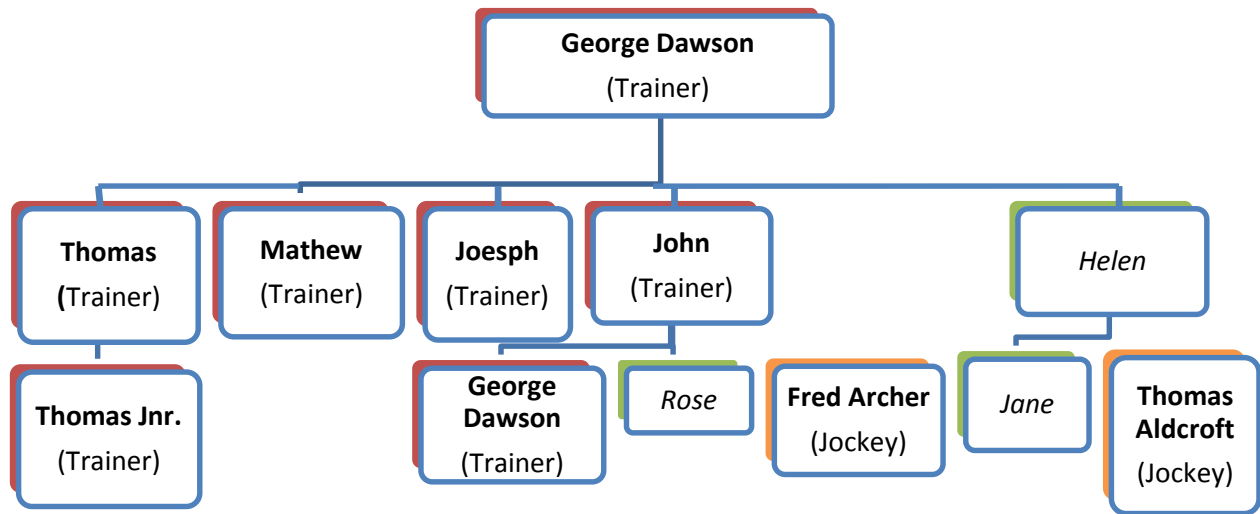 George Dawson
(Trainer)
Thomas
(Trainer)
Mathew
(Trainer)
Joesph
(Trainer)
John
(Trainer)
Helen
Thomas Jnr.
(Trainer)
George
Dawson
(Trainer)
Rose
Fred Archer
(Jockey)
Jane
Thomas
Aldcroft
(Jockey)